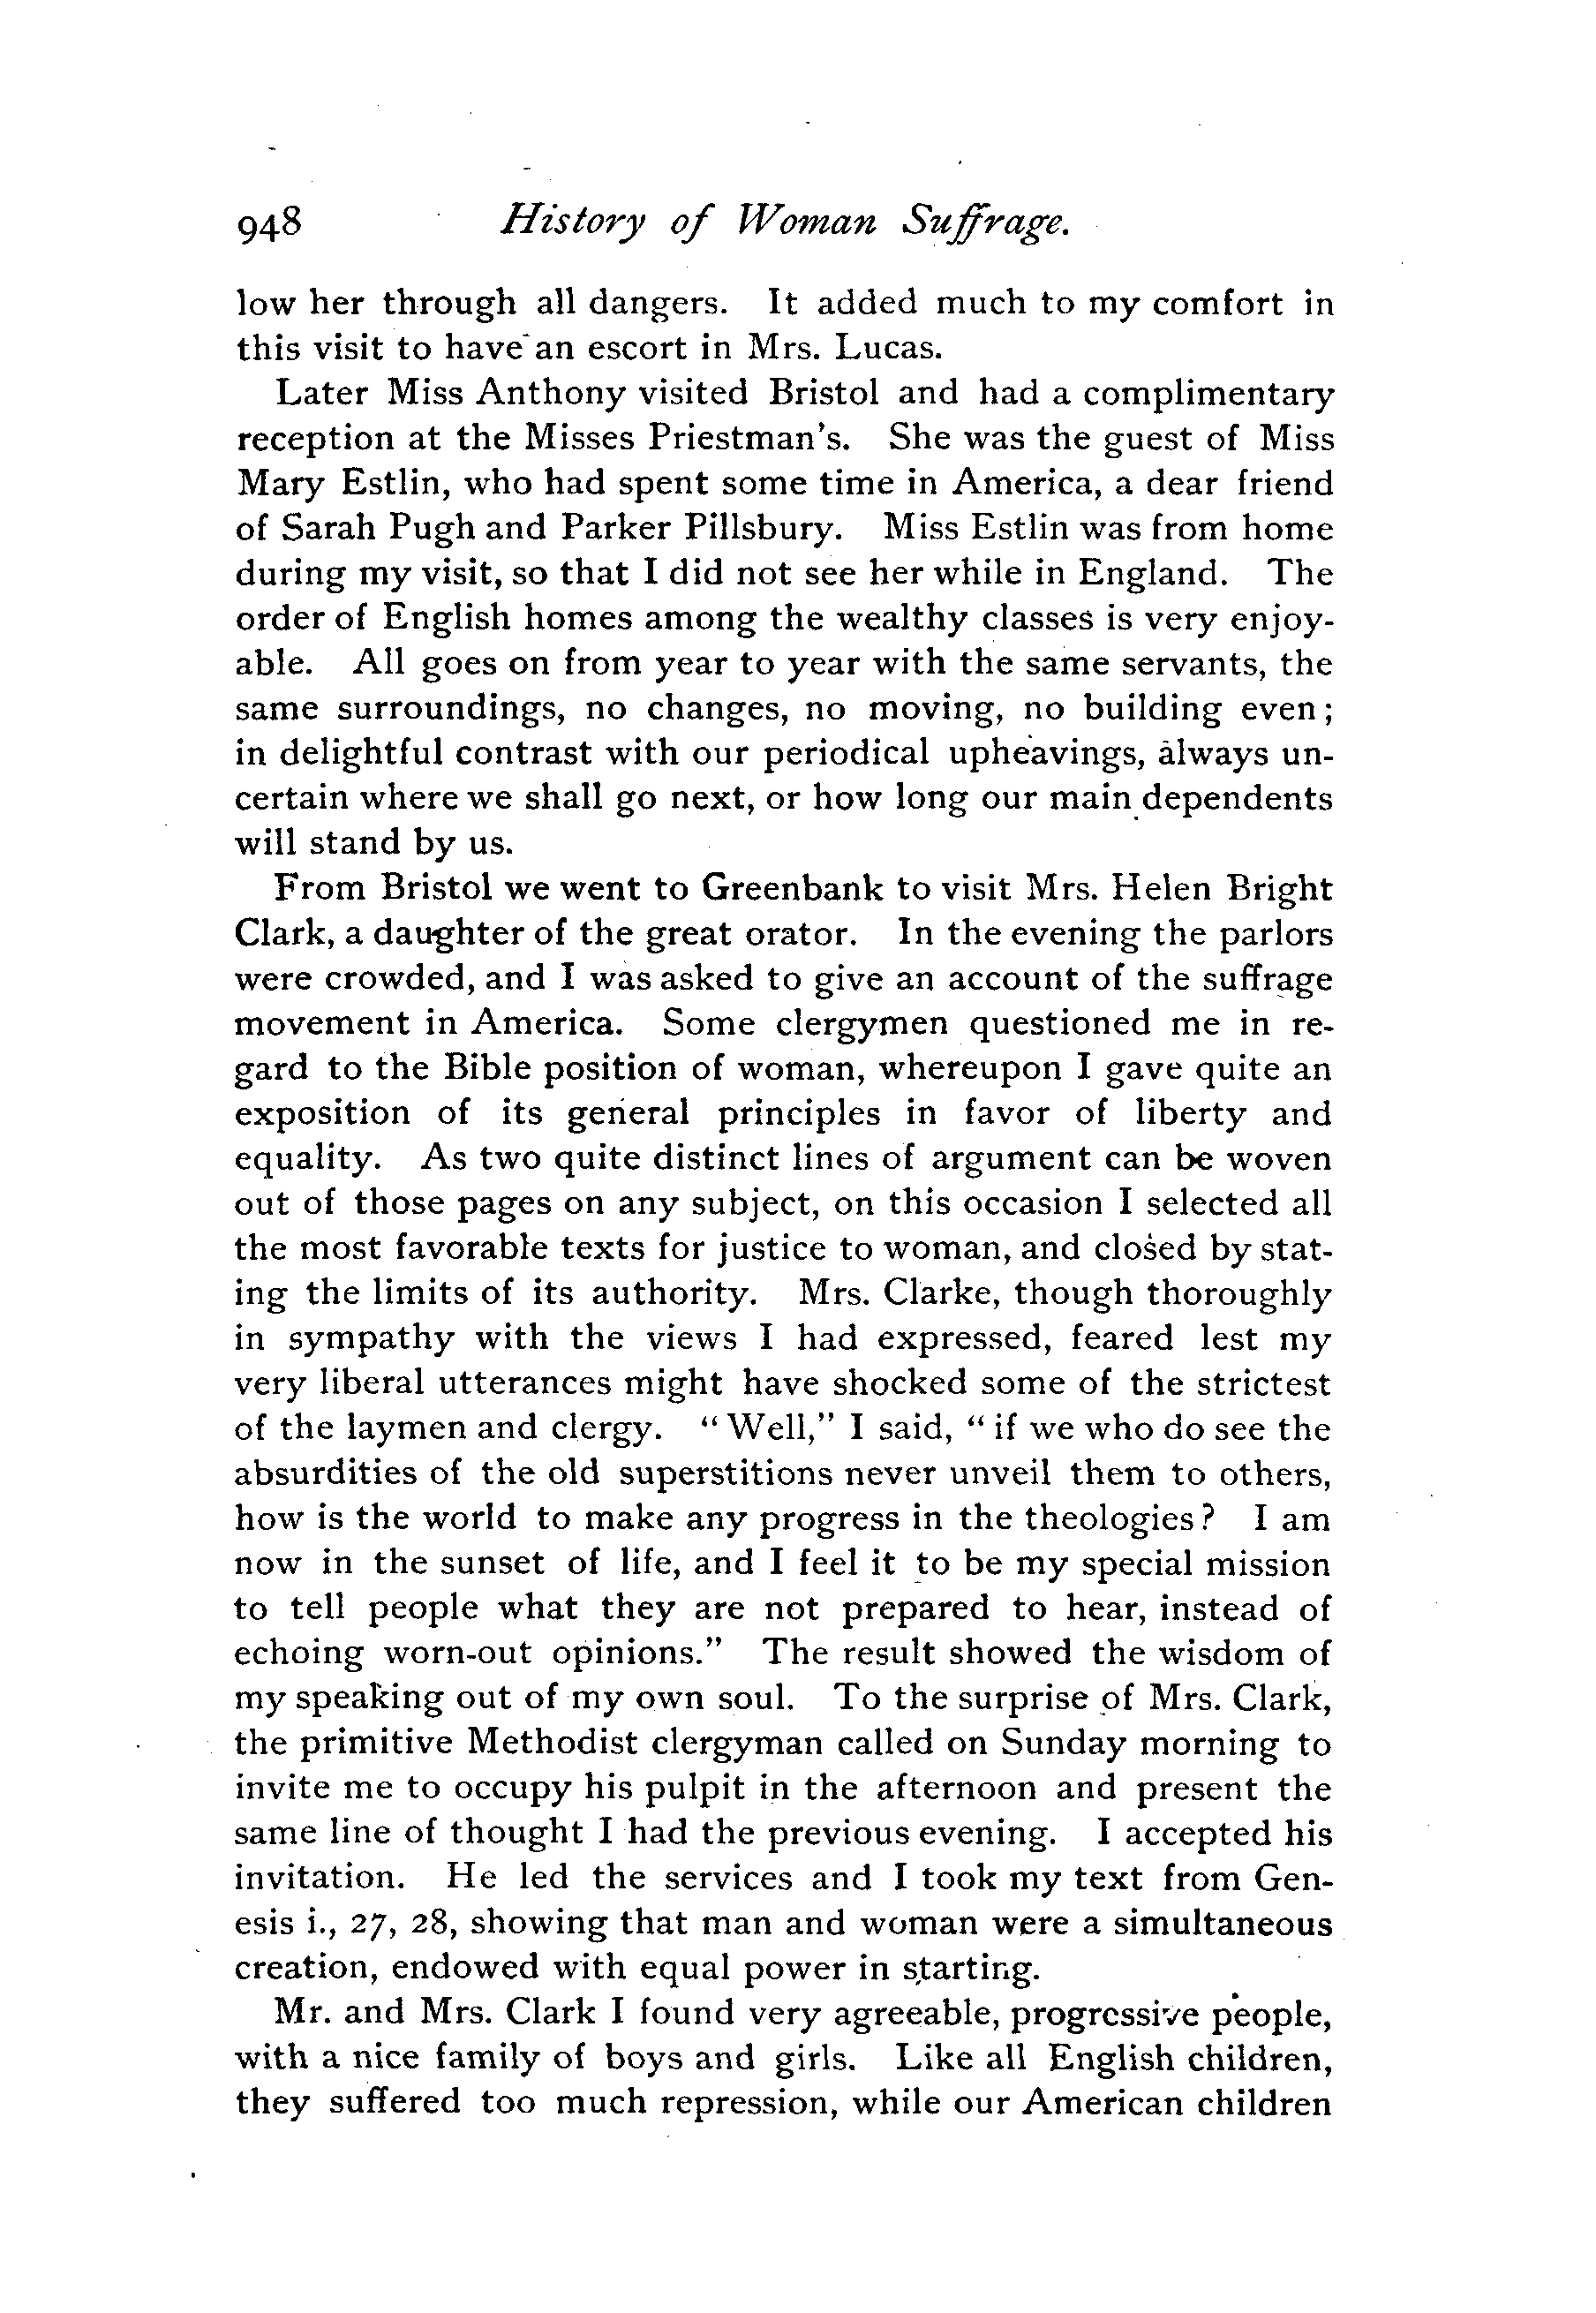 948 History of Woman Suffrage.
low her through all dangers. It added much to my comfort in
this visit to have an escort in Mrs. Lucas.
Later Miss Anthony visited Bristol and had a complimentary
reception at the Misses Priestman's. She was the guest of Miss
Mary Estlin, who had spent some time in America, a dear friend
of Sarah Pugh and Parker Pillsbury. Miss Estlin was from home
during my visit, so that I did not see her while in England. The
order of English homes among the wealthy classes is very enjoy-
able. All goes on from year to year with the same servants, the
same surroundings, no changes, no moving, no building even;
in delightful contrast with our periodical upheavings, always un-
certain where we shall go next, or how long our main dependents
will stand by us.
From Bristol we went to Greenbank to visit Mrs. Helen Bright
Clark, a daughter of the great orator. In the evening the parlors
were crowded, and I was asked to give an account of the suffrage
movement in America. Some clergymen questioned me in re-
gard to the Bible position of woman, whereupon I gave quite an
exposition of its general principles in favor of liberty and
equality. As two quite distinct lines of argument can be woven
out of those pages on any subject, on this occasion I selected all
the most favorable texts for justice to woman, and closed by stat-
ing the limits of its authority. Mrs. Clarke, though thoroughly
in sympathy with the views I had expressed, feared lest my
very liberal utterances might have shocked some of the strictest
of the laymen and clergy. "Well," I said, "if we who do see the
absurdities of the old superstitions never unveil them to others,
how is the world to make any progress in the theologies? I am
now in the sunset of life, and I feel it to be my special mission
to tell people what they are not prepared to hear, instead of
echoing worn-out opinions." The result showed the wisdom of
my speaking out of my own soul. To the surprise of Mrs. Clark,
the primitive Methodist clergyman called on Sunday morning to
invite me to occupy his pulpit in the afternoon and present the
same line of thought I had the previous evening. I accepted his
invitation. He led the services and I took my text from Gen-
esis i., 27, 28, showing that man and woman were a simultaneous
creation, endowed with equal power in starting.
Mr. and Mrs. Clark I found very agreeable, progressive people,
with a nice family of boys and girls. Like all English children,
they suffered too much repression, while our American children